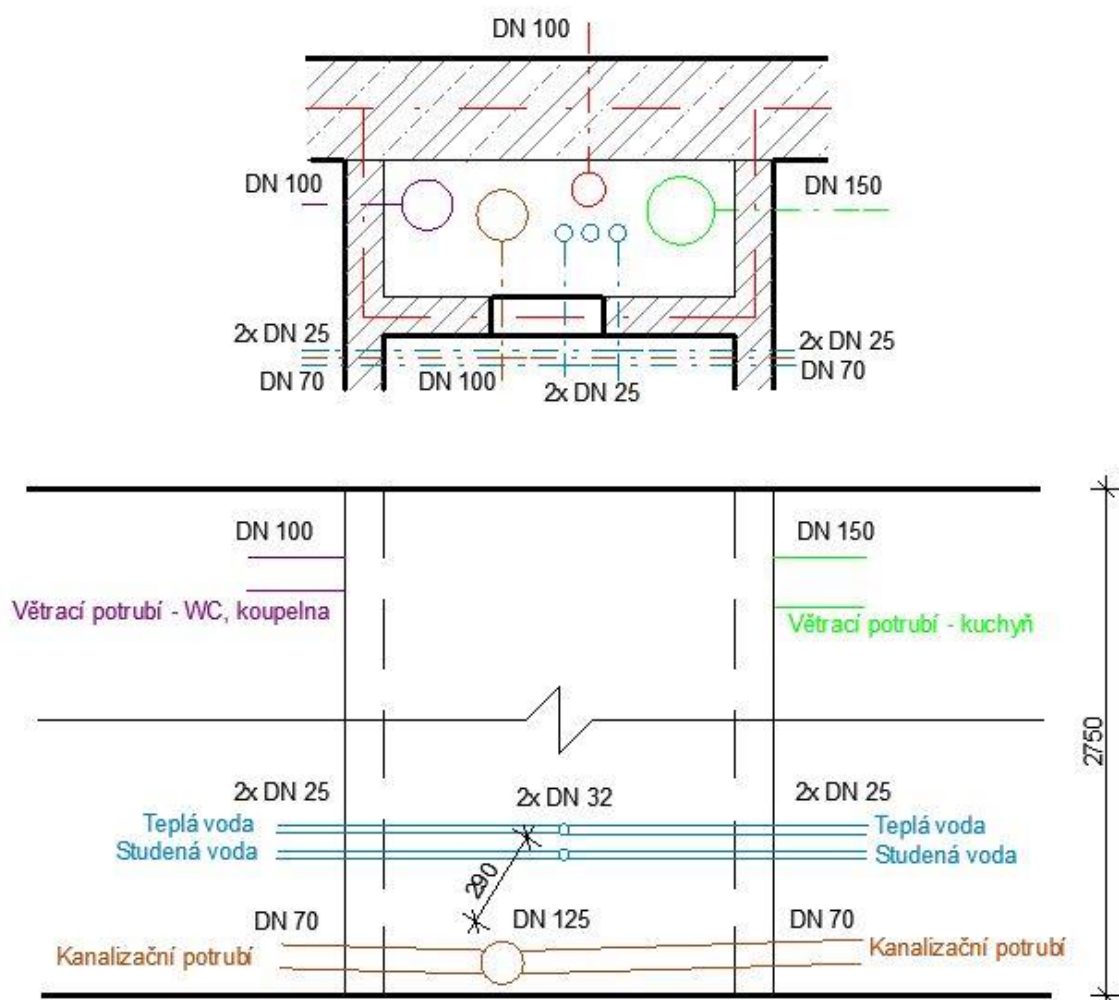 DN 100
DN 100
DN 150
2x DN 25
2x DN 25
DN 70
DN 100
DN 70
2x DN 25
DN 100
DN 150
Větrací potrubí - WC, koupelna
Větrací potrubí - kuchyň
2750
2x DN 25
2x DN 32
2x DN 25
Teplá voda
Teplá voda
Studená voda
Studená voda
290
DN 70
DN 125
DN 70
Kanalizační potrubí
Kanalizační potrubí